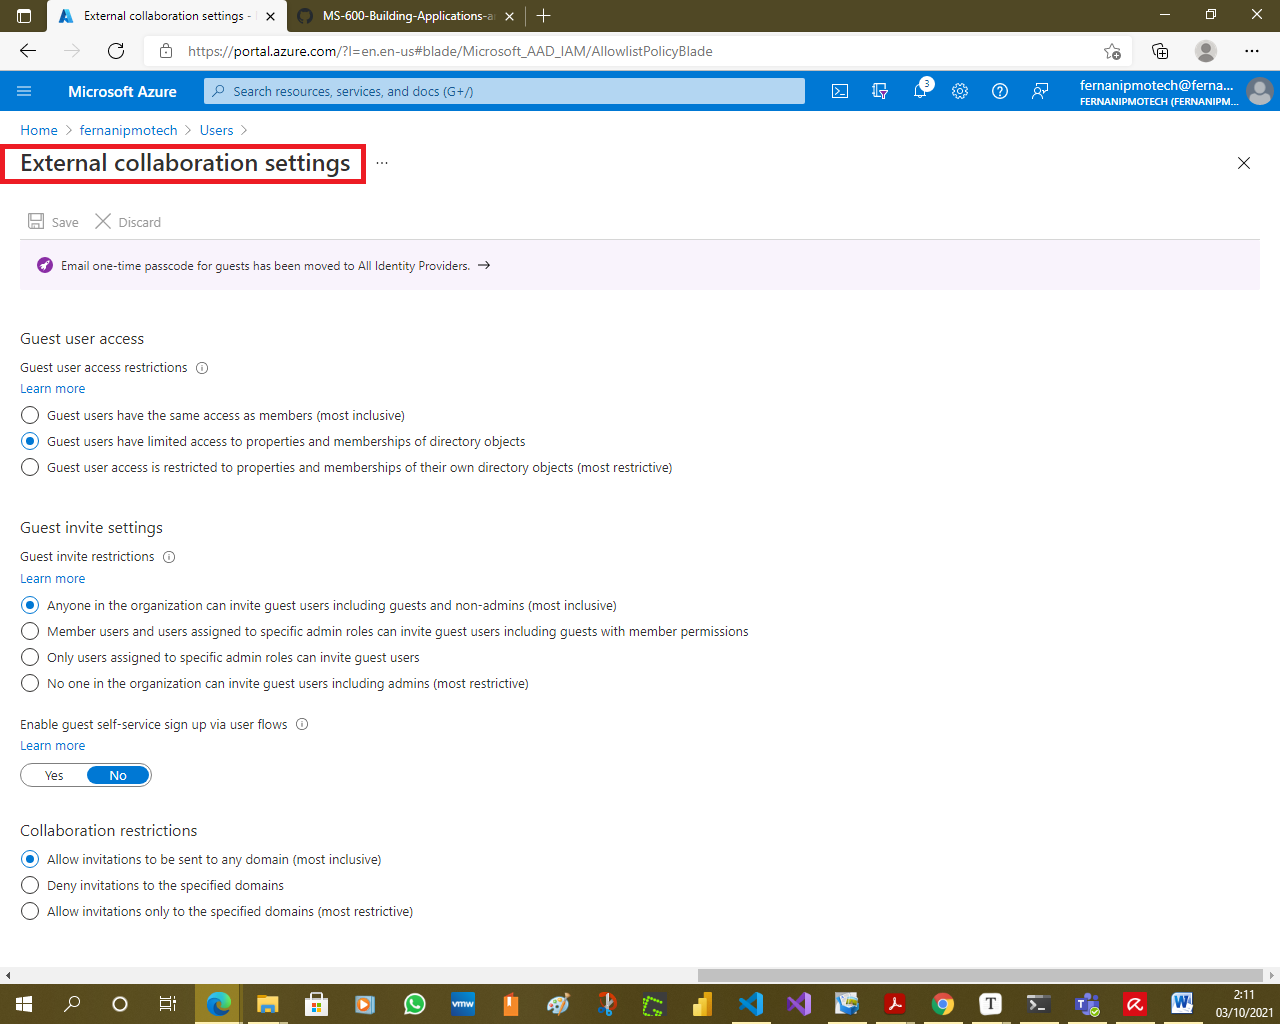 External collaboration settings -
MS-600-Building-Applications-a
https://portal.azure.com/?l=en.en-us#blade/Microsoft_AAD_IAM/AllowlistPolicyBlade
Microsoft Azure
Search resources, services, and docs (G+/)
3
fernanipmotech@ferna...
FERNANIPMOTECH (FERNANIPM...
Home > fernanipmotech > Users >
External collaboration settings ...
Save Discard
Email one-time passcode for guests has been moved to All Identity Providers. →
Guest user access
Guest user access restrictions
Learn more
Guest users have the same access as members (most inclusive)
Guest users have limited access to properties and memberships of directory objects
Guest user access is restricted to properties and memberships of their own directory objects (most restrictive)
Guest invite settings
Guest invite restrictions
Learn more
Anyone in the organization can invite guest users including guests and non-admins (most inclusive)
Member users and users assigned to specific admin roles can invite guest users including guests with member permissions
Only users assigned to specific admin roles can invite guest users
No one in the organization can invite guest users including admins (most restrictive)
Enable guest self-service sign up via user flows
Learn more
Yes No
Collaboration restrictions
Allow invitations to be sent to any domain (most inclusive)
Deny invitations to the specified domains
Allow invitations only to the specified domains (most restrictive)
vmw
T
W
2:11
03/10/2021